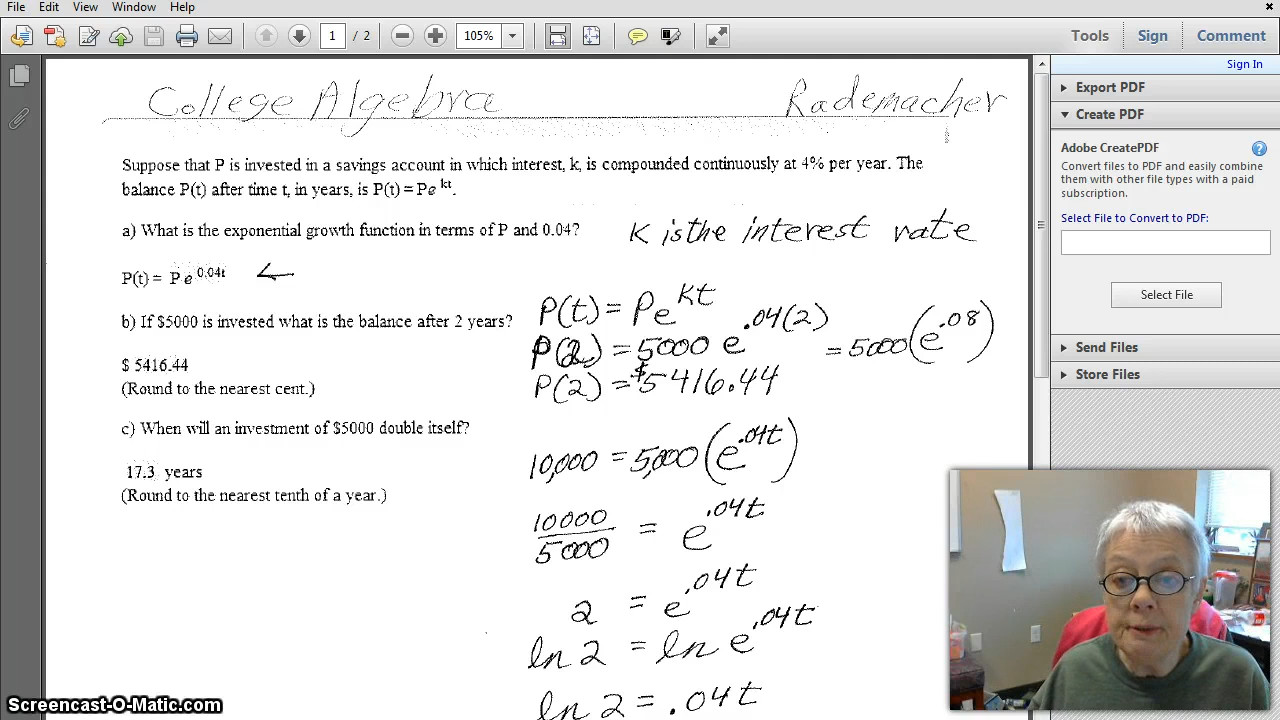 File Edit View Window Help
1 / 2 105% Tools Sign Comment
Sign In
College Algebra Rademacher
Suppose that P is invested in a savings account in which interest, k, is compounded continuously at 4% per year. The
balance P(t) after time t, in years, is P(t) = Pe^kt.
a) What is the exponential growth function in terms of P and 0.04?
K is the interest rate
P(t) = P e^0.04t ←
P(t) = Pe^kt
b) If $5000 is invested what is the balance after 2 years?
P(2) = 5000 e^.04(2) = 5000 (e^.08)
$ 5416.44
P(2) = $5416.44
(Round to the nearest cent.)
c) When will an investment of $5000 double itself?
10,000 = 5,000 (e^.04t)
17.3 years
(Round to the nearest tenth of a year.)
10000/5000 = e^.04t
2 = e^.04t
ln 2 = ln e^.04t
ln 2 = .04t
Export PDF
Create PDF
Adobe CreatePDF ?
Convert files to PDF and easily combine
them with other file types with a paid
subscription.
Select File to Convert to PDF:
Select File
Send Files
Store Files
Screencast-O-Matic.com